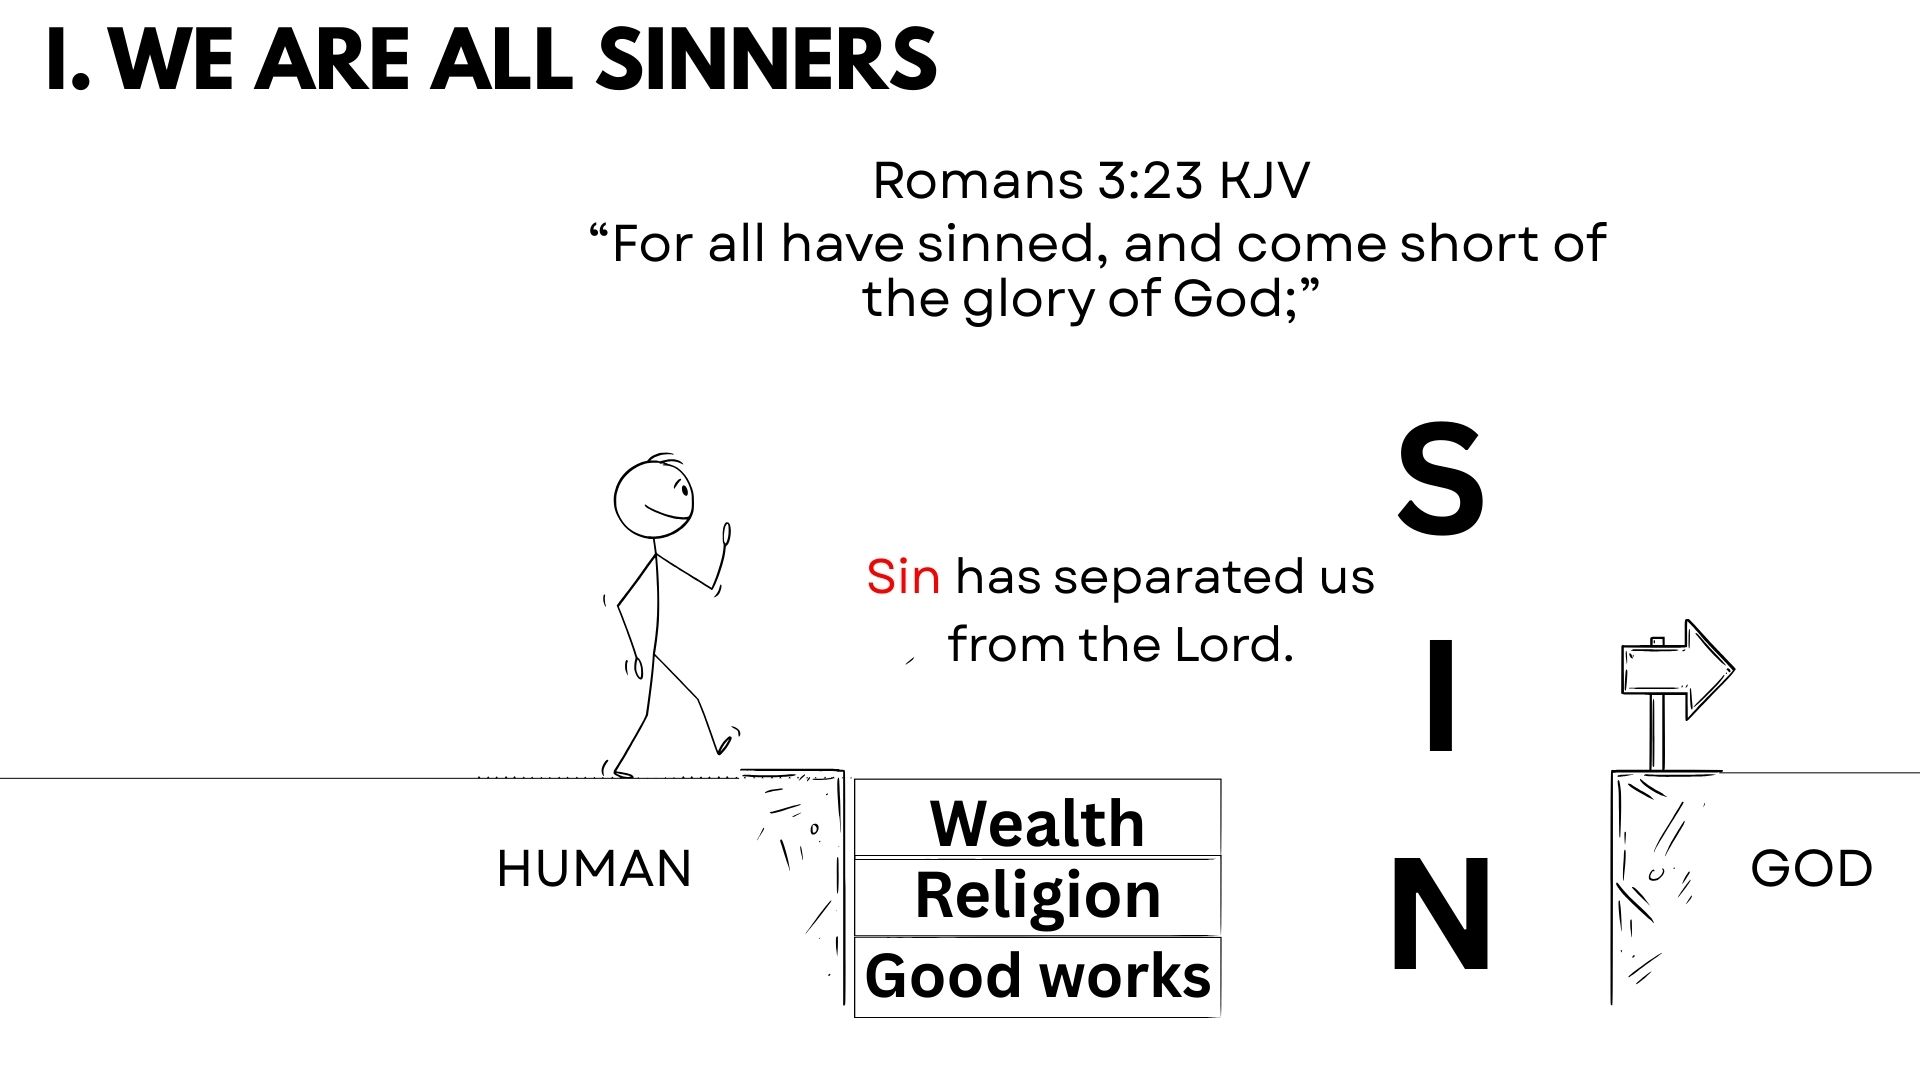 I. WE ARE ALL SINNERS
Romans 3:23 KJV
“For all have sinned, and come short of
the glory of God;”
Sin has separated us
from the Lord.
S
I
N
Wealth
Religion
Good works
HUMAN
GOD